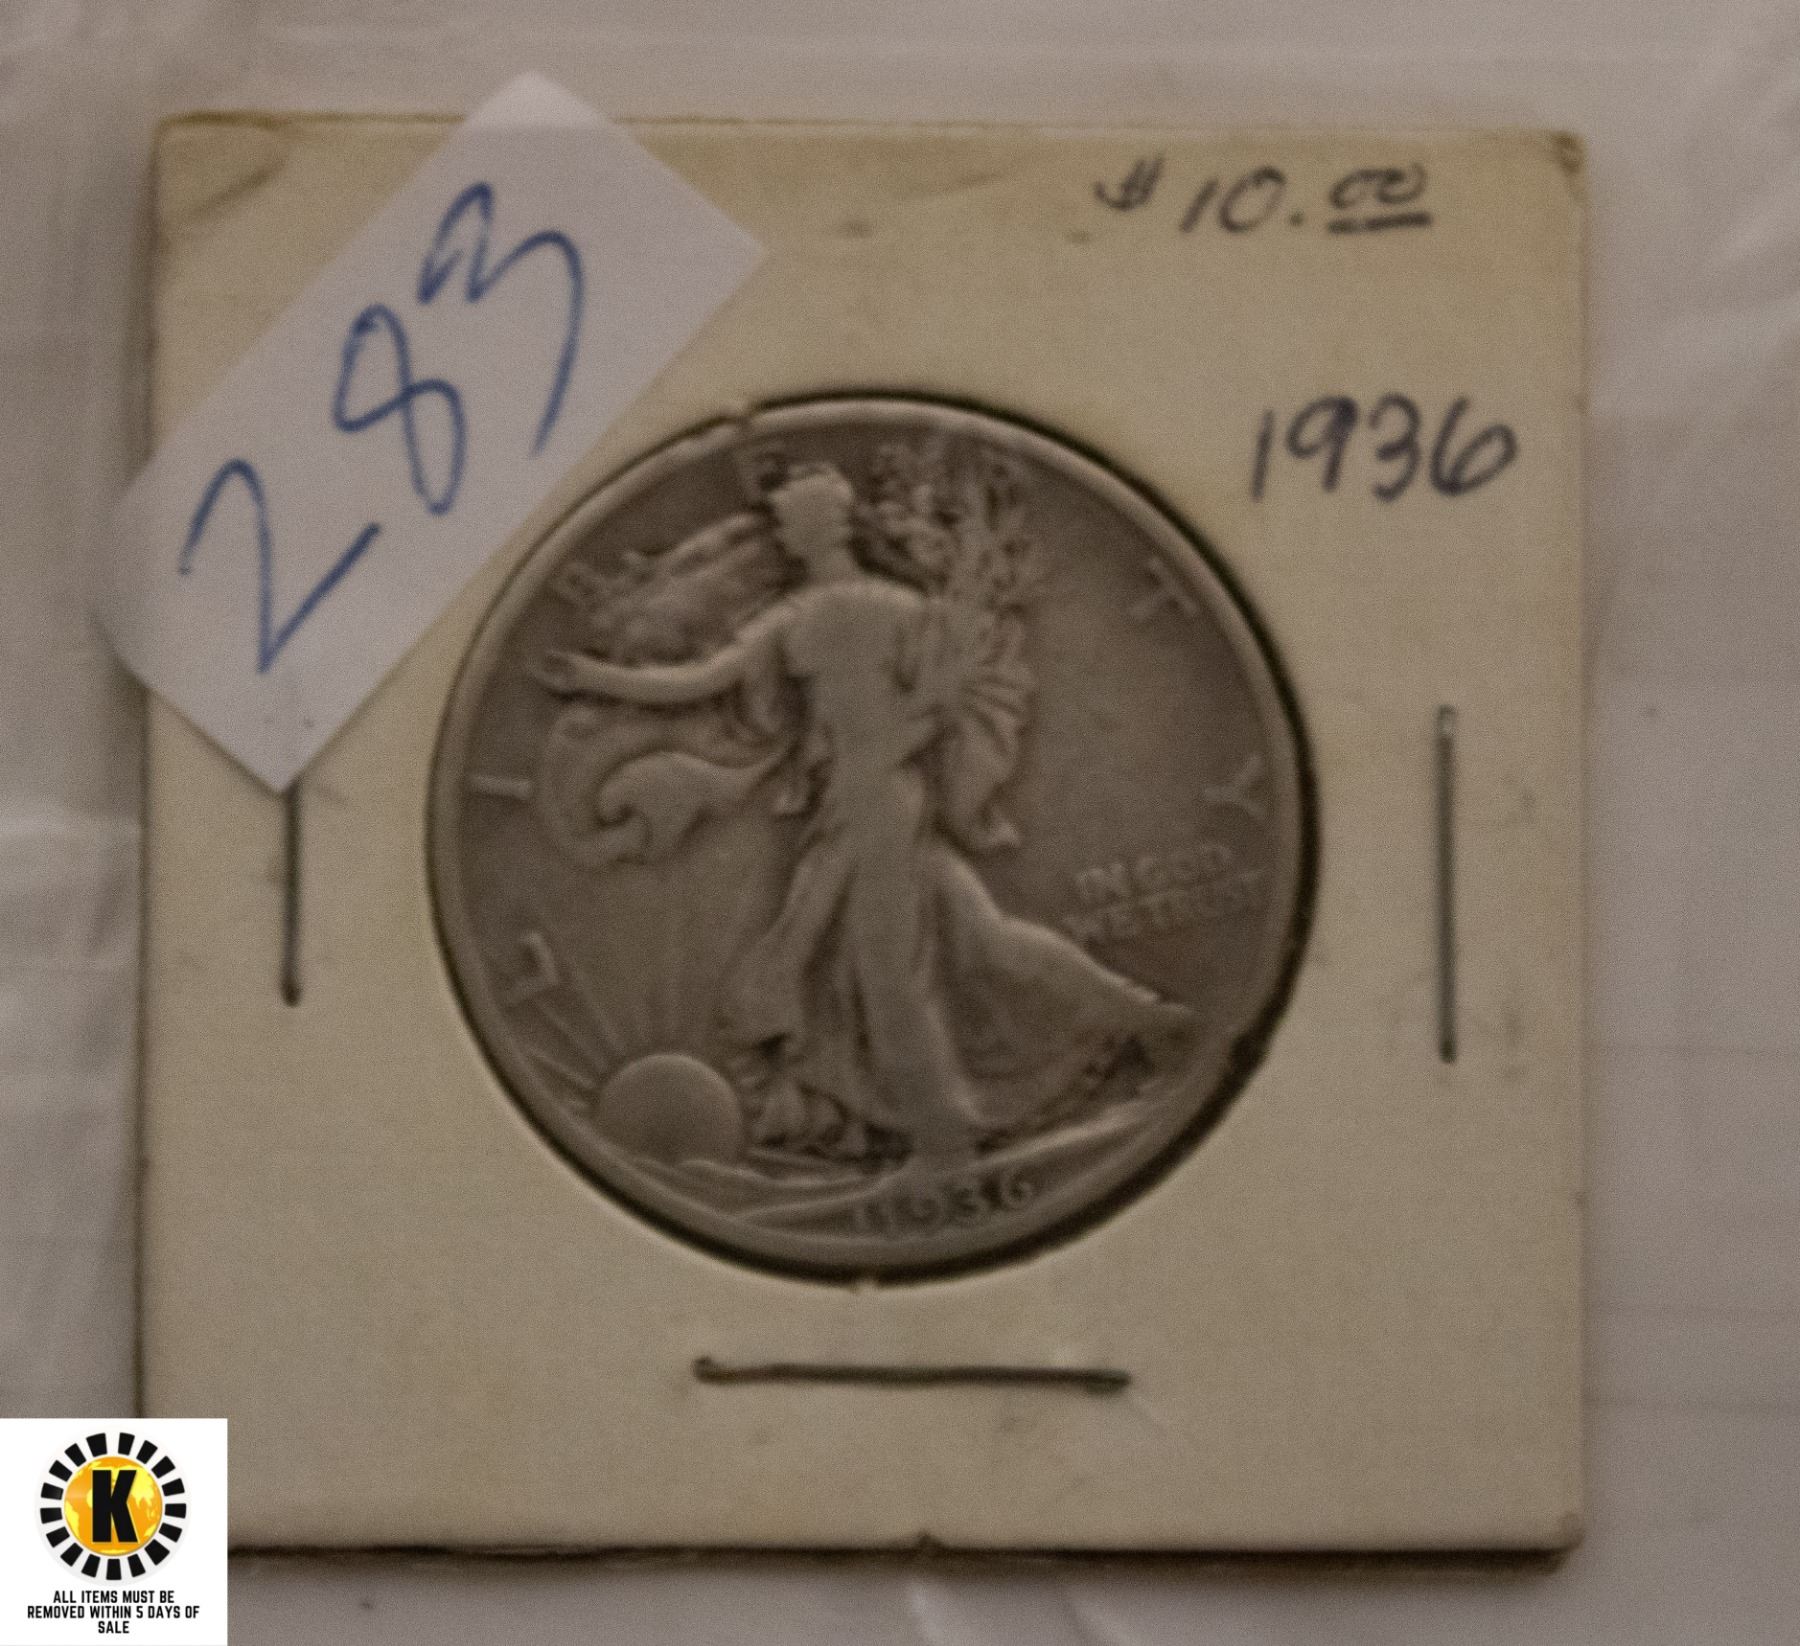 $10.00
283
1936
L I B E R T Y
IN GOD
WE TRUST
1936
K
ALL ITEMS MUST BE
REMOVED WITHIN 5 DAYS OF
SALE